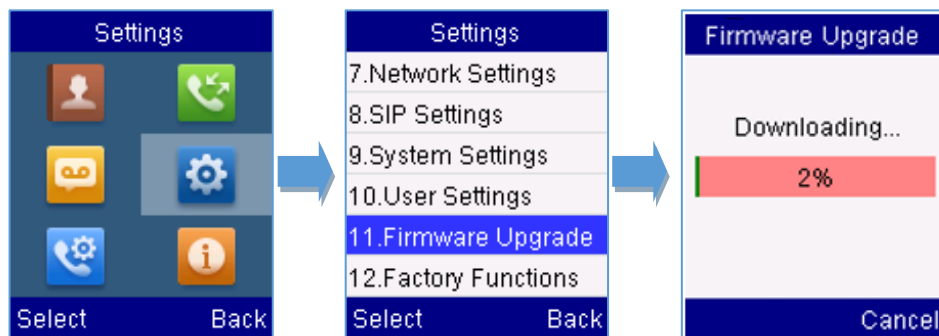 Settings
Select Back
Settings
7.Network Settings
8.SIP Settings
9.System Settings
10.User Settings
11.Firmware Upgrade
12.Factory Functions
Select Back
Firmware Upgrade
Downloading...
2%
Cancel